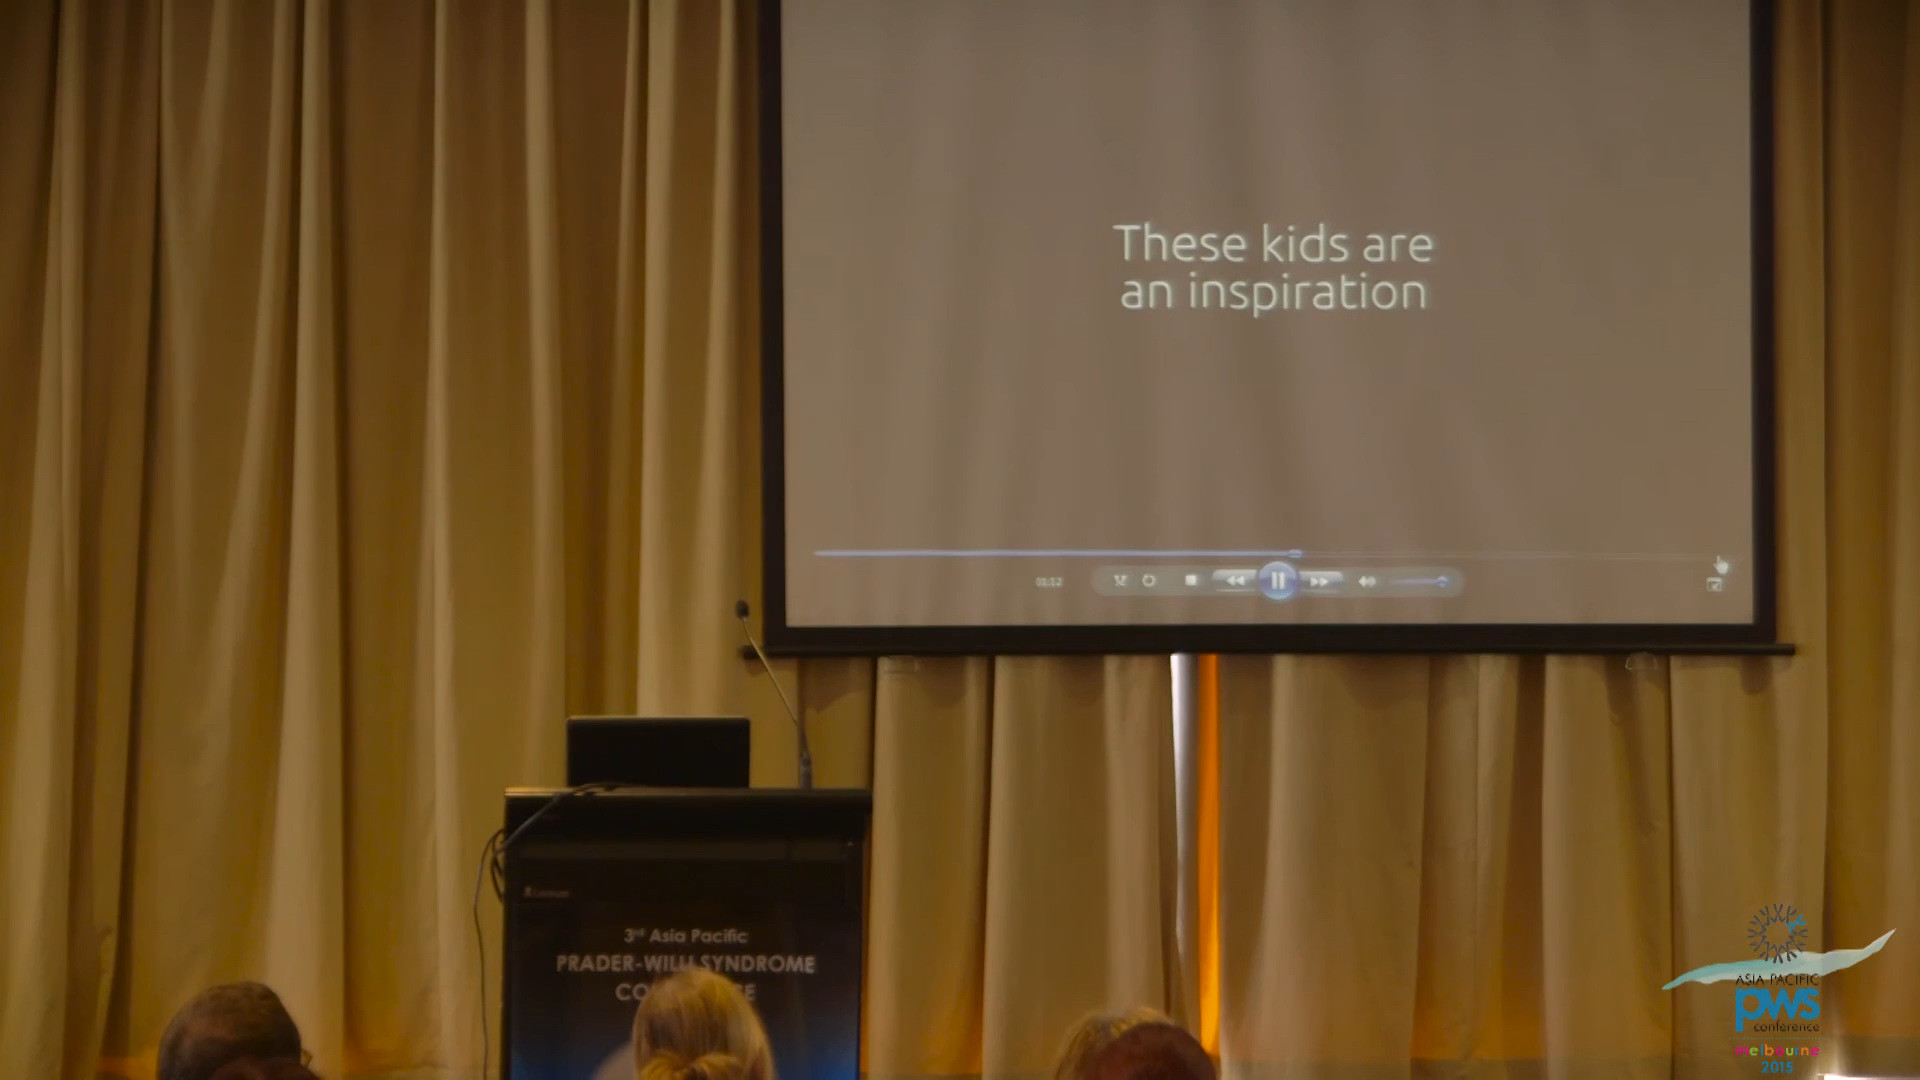 These kids are
an inspiration
01:12
3rd Asia Pacific
PRADER-WILLI SYNDROME
ASIA PACIFIC
pws
conference
melbourne
2015